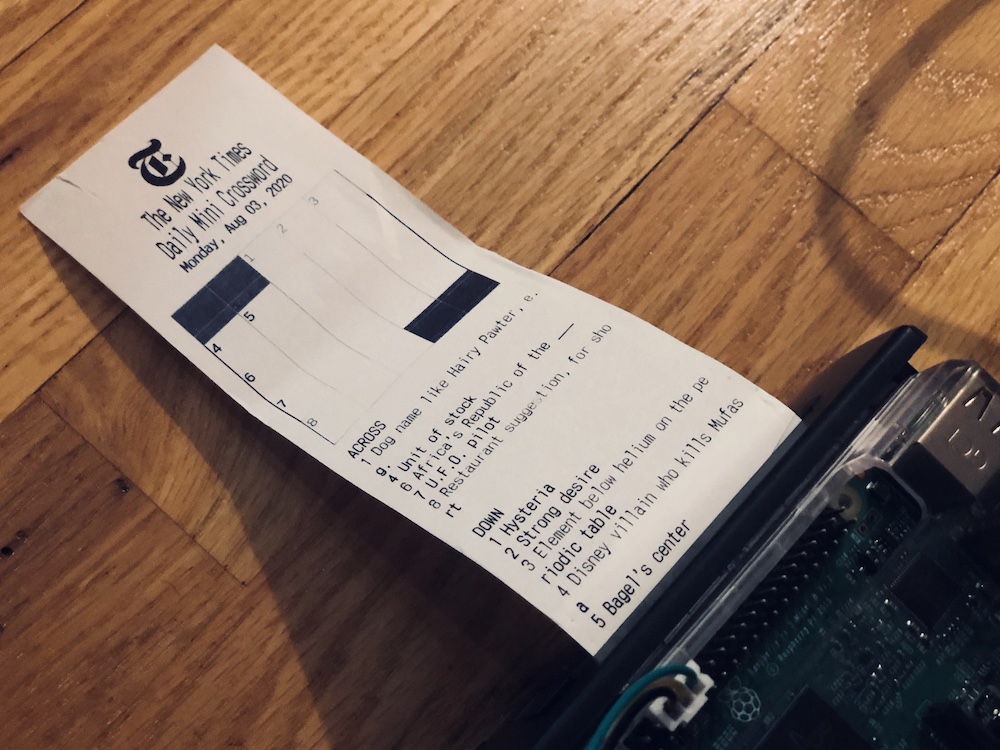 T
The New York Times
Daily Mini Crossword
Monday, Aug 03, 2020
1 2 3
4 5
6
7
8
ACROSS
1 Dog name like Hairy Pawter, e.
g.
4 Unit of stock
6 Africa's Republic of the __
7 U.F.O. pilot
8 Restaurant suggestion, for sho
rt
DOWN
1 Hysteria
2 Strong desire
3 Element below helium on the pe
riodic table
4 Disney villain who kills Mufas
a
5 Bagel's center